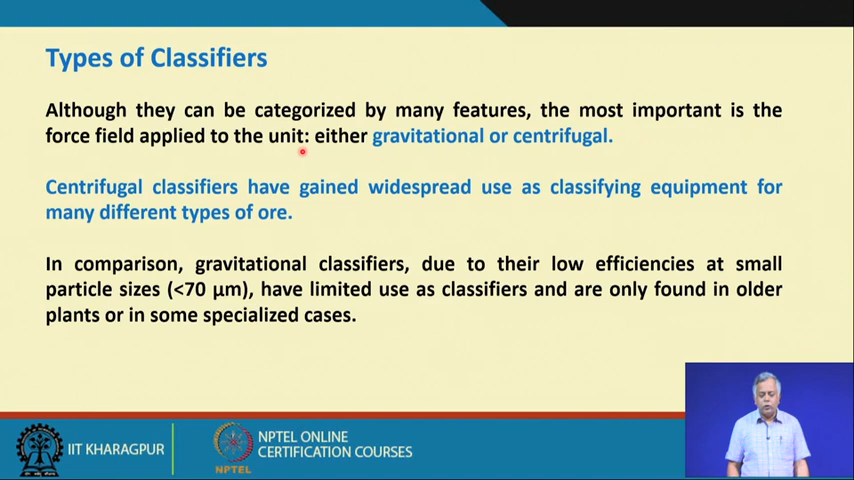 Types of Classifiers
Although they can be categorized by many features, the most important is the
force field applied to the unit: either gravitational or centrifugal.
Centrifugal classifiers have gained widespread use as classifying equipment for
many different types of ore.
In comparison, gravitational classifiers, due to their low efficiencies at small
particle sizes (<70 μm), have limited use as classifiers and are only found in older
plants or in some specialized cases.
IIT KHARAGPUR
NPTEL
NPTEL ONLINE
CERTIFICATION COURSES